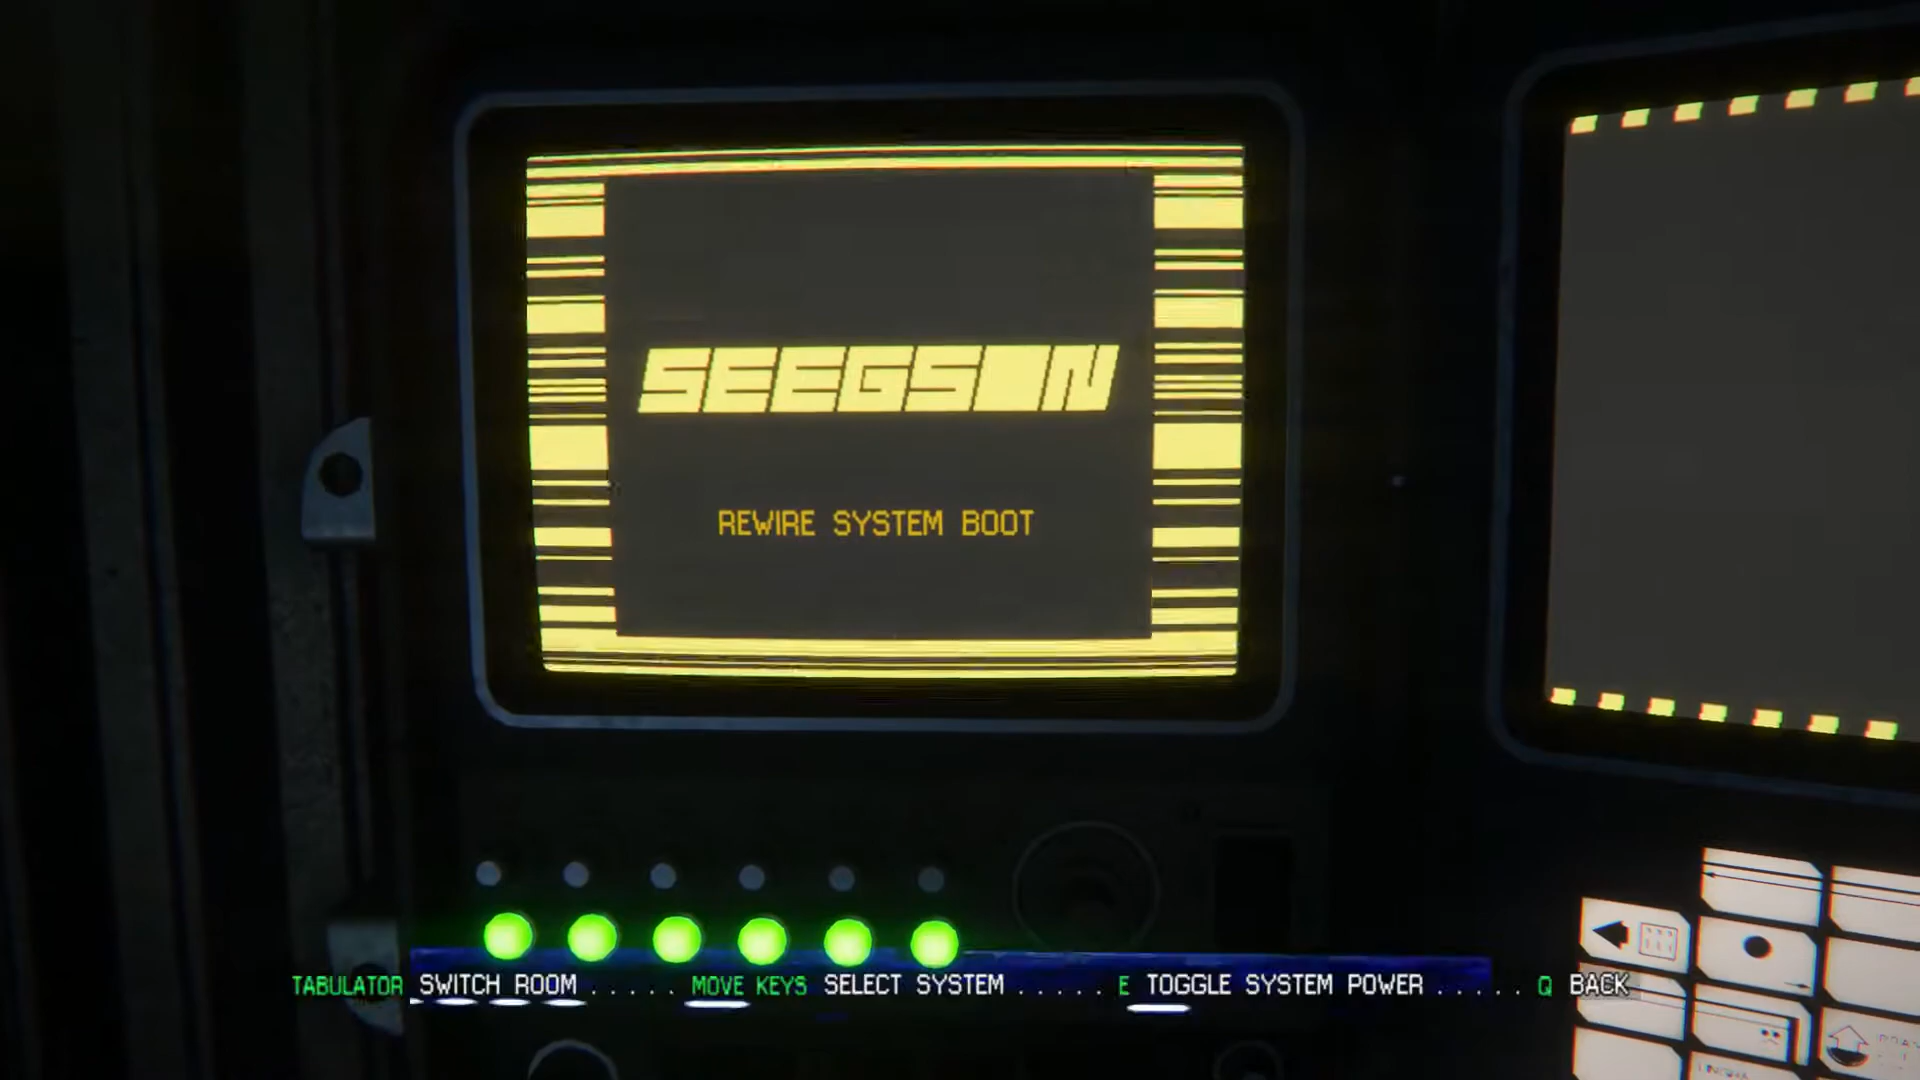 SEEGSON
REWIRE SYSTEM BOOT
TABULATOR SWITCH ROOM ..... MOVE KEYS SELECT SYSTEM ..... E TOGGLE SYSTEM POWER ..... Q BACK